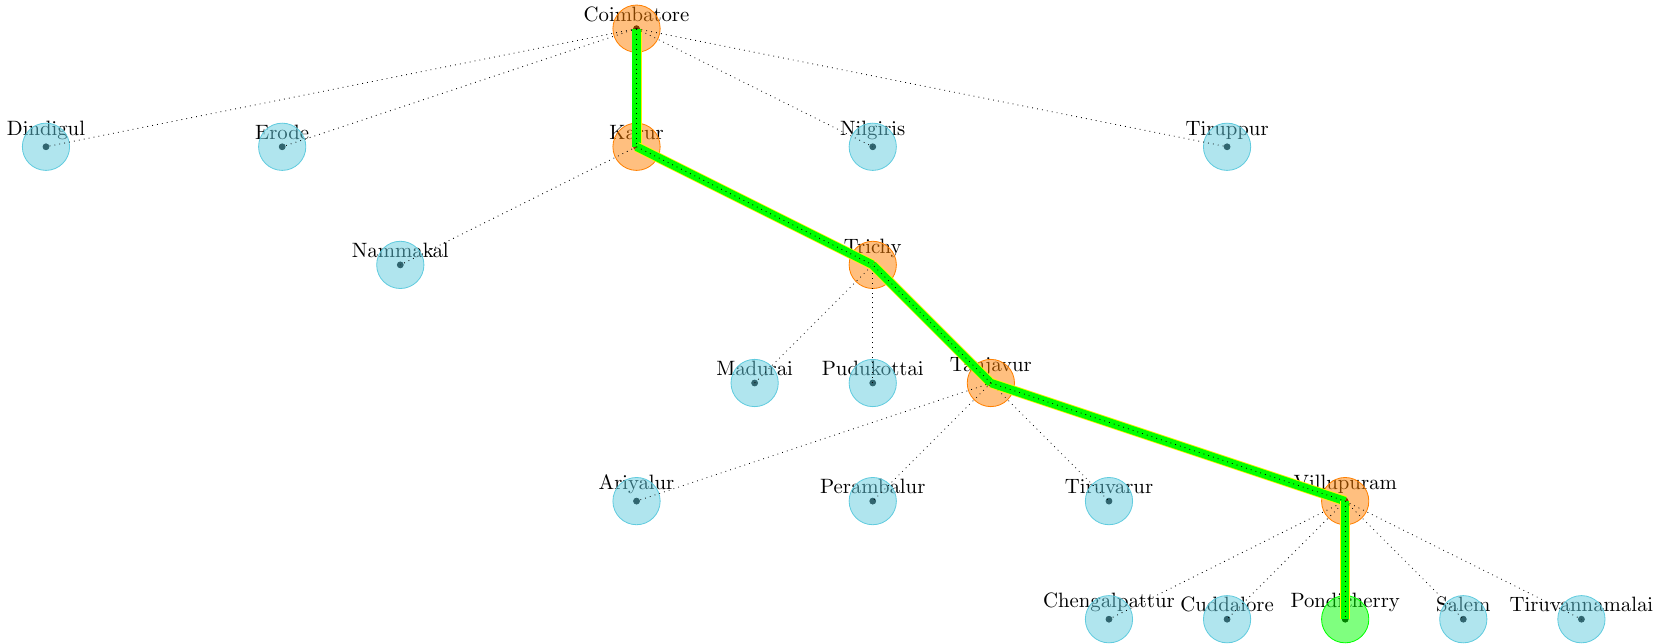 Coimbatore
Dindigul
Erode
Karur
Nilgiris
Tiruppur
Nammakal
Trichy
Madurai
Pudukottai
Tanjavur
Ariyalur
Perambalur
Tiruvarur
Villupuram
Chengalpattur
Cuddalore
Pondicherry
Salem
Tiruvannamalai